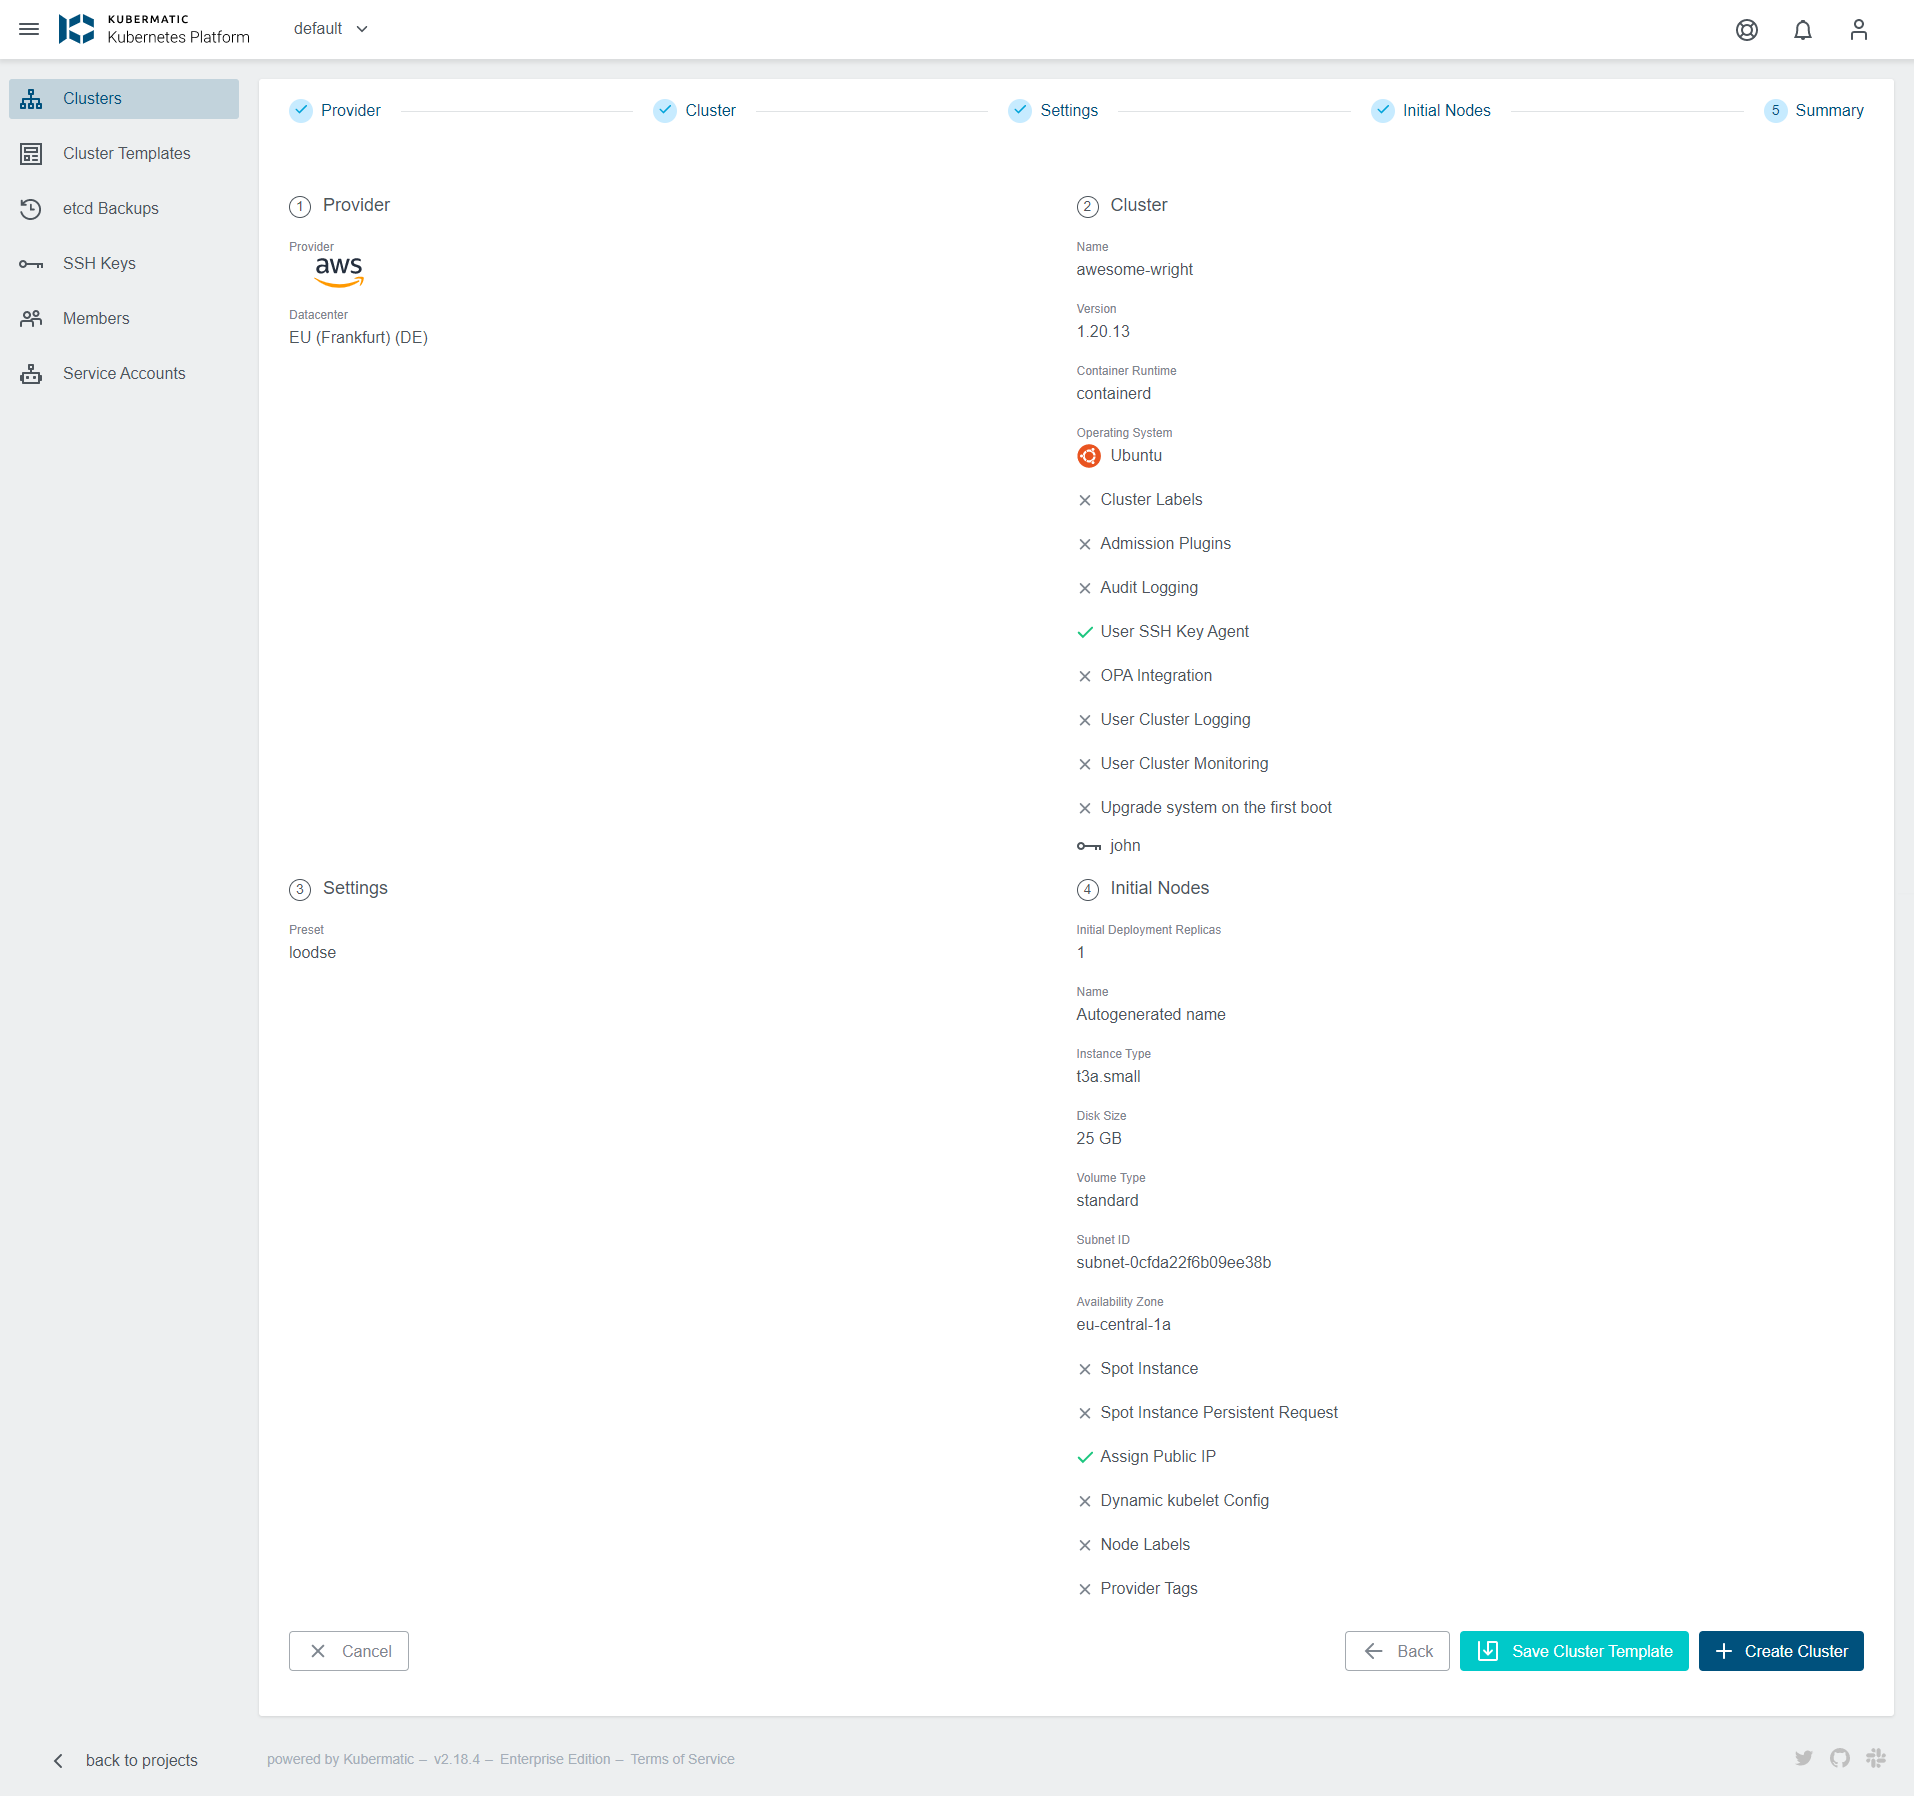 KUBERMATIC
Kubernetes Platform
default
Clusters
Cluster Templates
etcd Backups
SSH Keys
Members
Service Accounts
Provider
Cluster
Settings
Initial Nodes
5 Summary
1 Provider
Provider
aws
Datacenter
EU (Frankfurt) (DE)
2 Cluster
Name
awesome-wright
Version
1.20.13
Container Runtime
containerd
Operating System
Ubuntu
Cluster Labels
Admission Plugins
Audit Logging
User SSH Key Agent
OPA Integration
User Cluster Logging
User Cluster Monitoring
Upgrade system on the first boot
john
3 Settings
Preset
loodse
4 Initial Nodes
Initial Deployment Replicas
1
Name
Autogenerated name
Instance Type
t3a.small
Disk Size
25 GB
Volume Type
standard
Subnet ID
subnet-0cfda22f6b09ee38b
Availability Zone
eu-central-1a
Spot Instance
Spot Instance Persistent Request
Assign Public IP
Dynamic kubelet Config
Node Labels
Provider Tags
Cancel
Back
Save Cluster Template
Create Cluster
back to projects
powered by Kubermatic – v2.18.4 – Enterprise Edition – Terms of Service